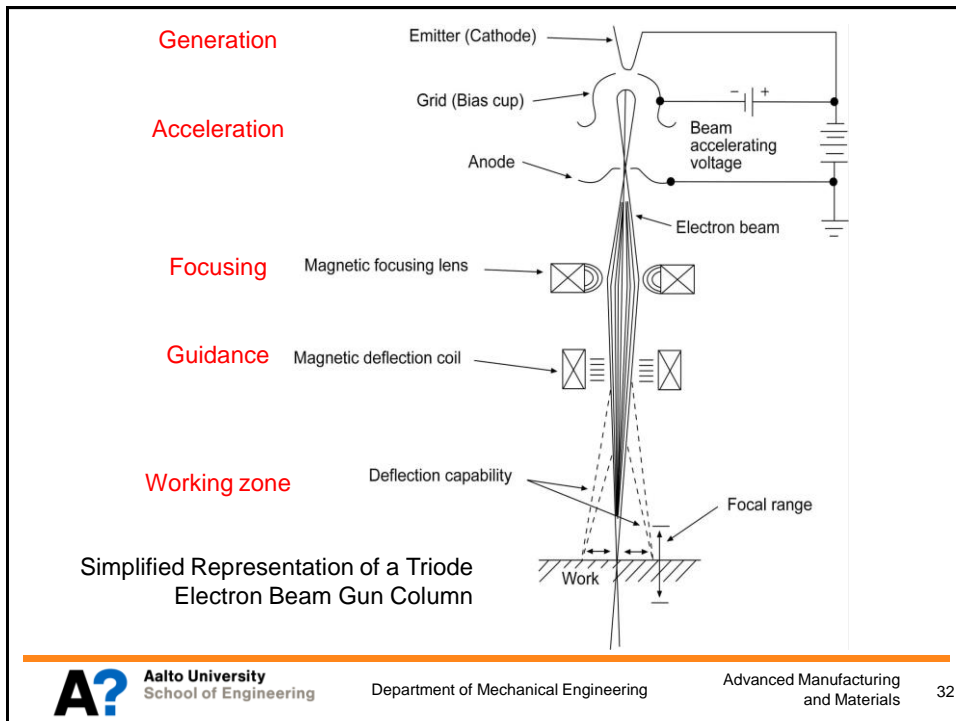 Generation
Emitter (Cathode)
Grid (Bias cup)
− +
Acceleration
Beam
accelerating
voltage
Anode
Electron beam
Focusing
Magnetic focusing lens
Guidance
Magnetic deflection coil
Working zone
Deflection capability
Focal range
Simplified Representation of a Triode
Electron Beam Gun Column
Work
A?
Aalto University
School of Engineering
Department of Mechanical Engineering
Advanced Manufacturing
and Materials
32